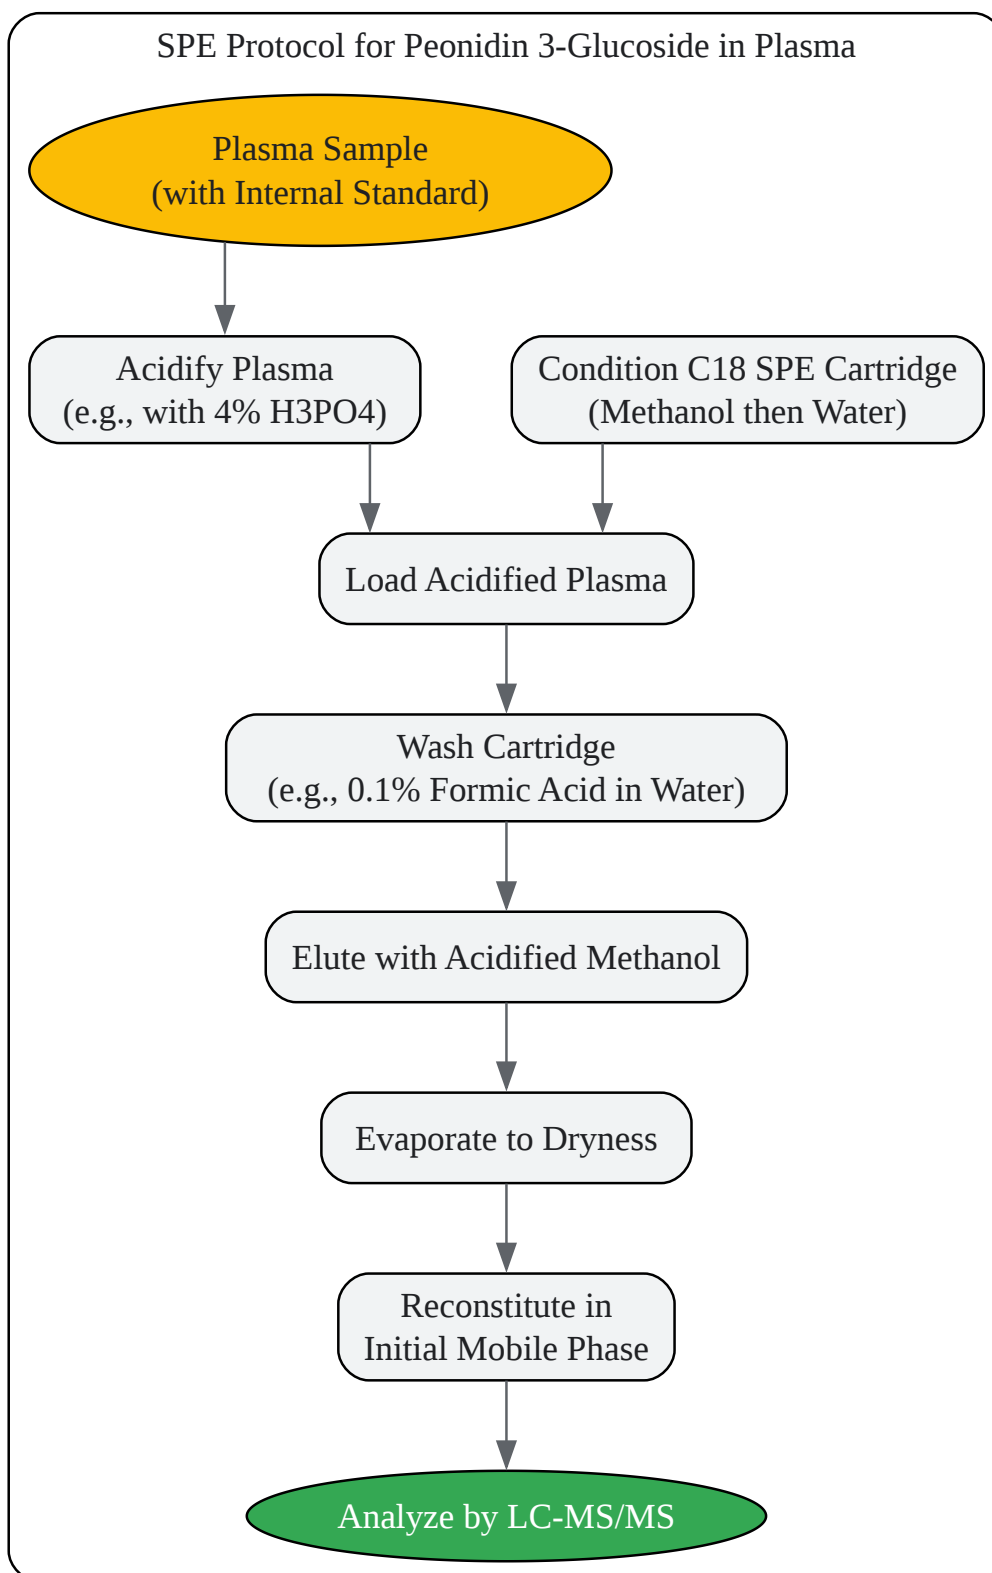 SPE Protocol for Peonidin 3-Glucoside in Plasma
Plasma Sample
(with Internal Standard)
Acidify Plasma
(e.g., with 4% H3PO4)
Condition C18 SPE Cartridge
(Methanol then Water)
Load Acidified Plasma
Wash Cartridge
(e.g., 0.1% Formic Acid in Water)
Elute with Acidified Methanol
Evaporate to Dryness
Reconstitute in
Initial Mobile Phase
Analyze by LC-MS/MS